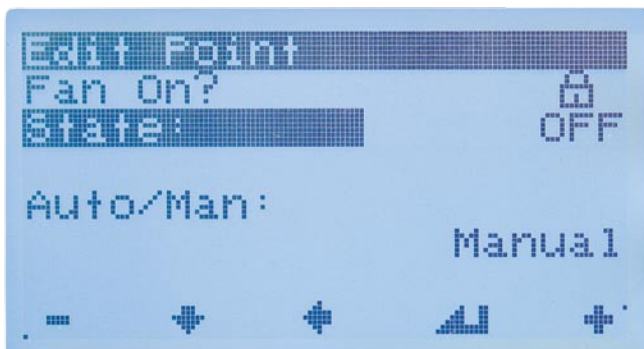 Edit Point
Fan On?
State: OFF
Auto/Man:
Manual
- +